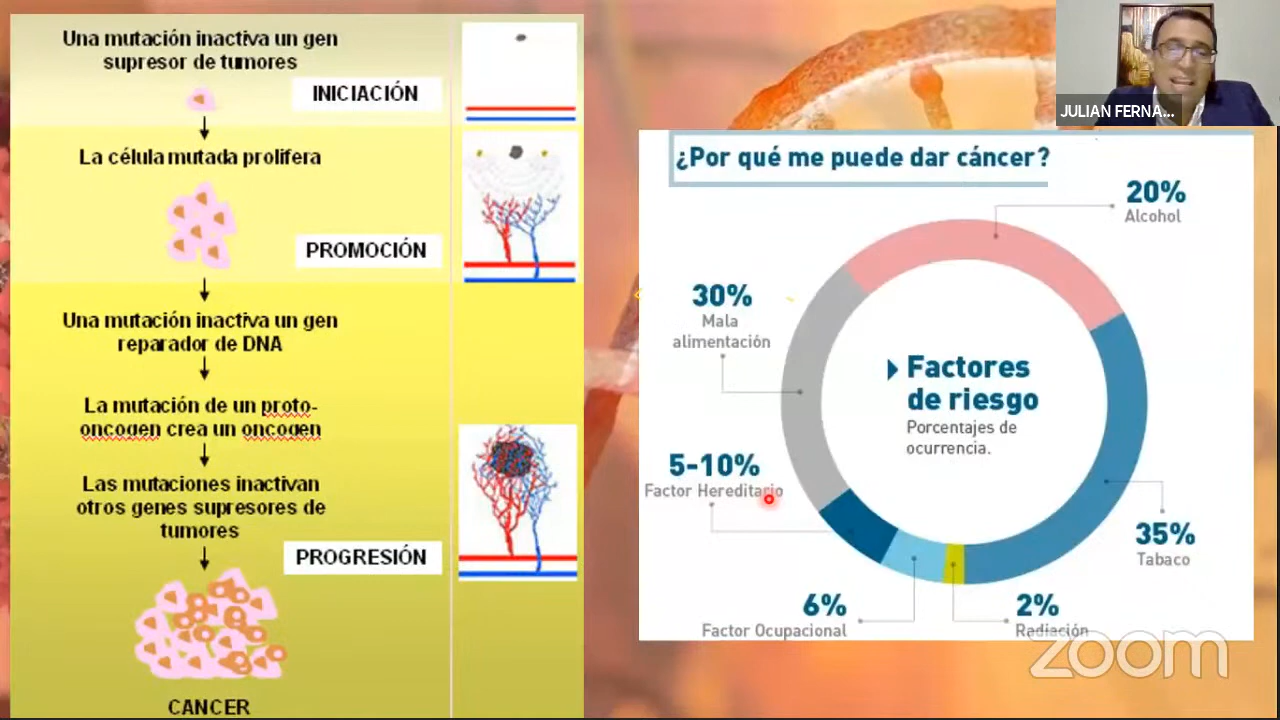 Una mutación inactiva un gen
supresor de tumores
INICIACIÓN
La célula mutada prolifera
PROMOCIÓN
Una mutación inactiva un gen
reparador de DNA
La mutación de un proto-
oncogen crea un oncogen
Las mutaciones inactivan
otros genes supresores de
tumores
PROGRESIÓN
CANCER
JULIAN FERNA...
¿Por qué me puede dar cáncer?
20%
Alcohol
30%
Mala
alimentación
Factores
de riesgo
Porcentajes de
ocurrencia.
5-10%
Factor Hereditario
35%
Tabaco
6%
Factor Ocupacional
2%
Radiación
zoom